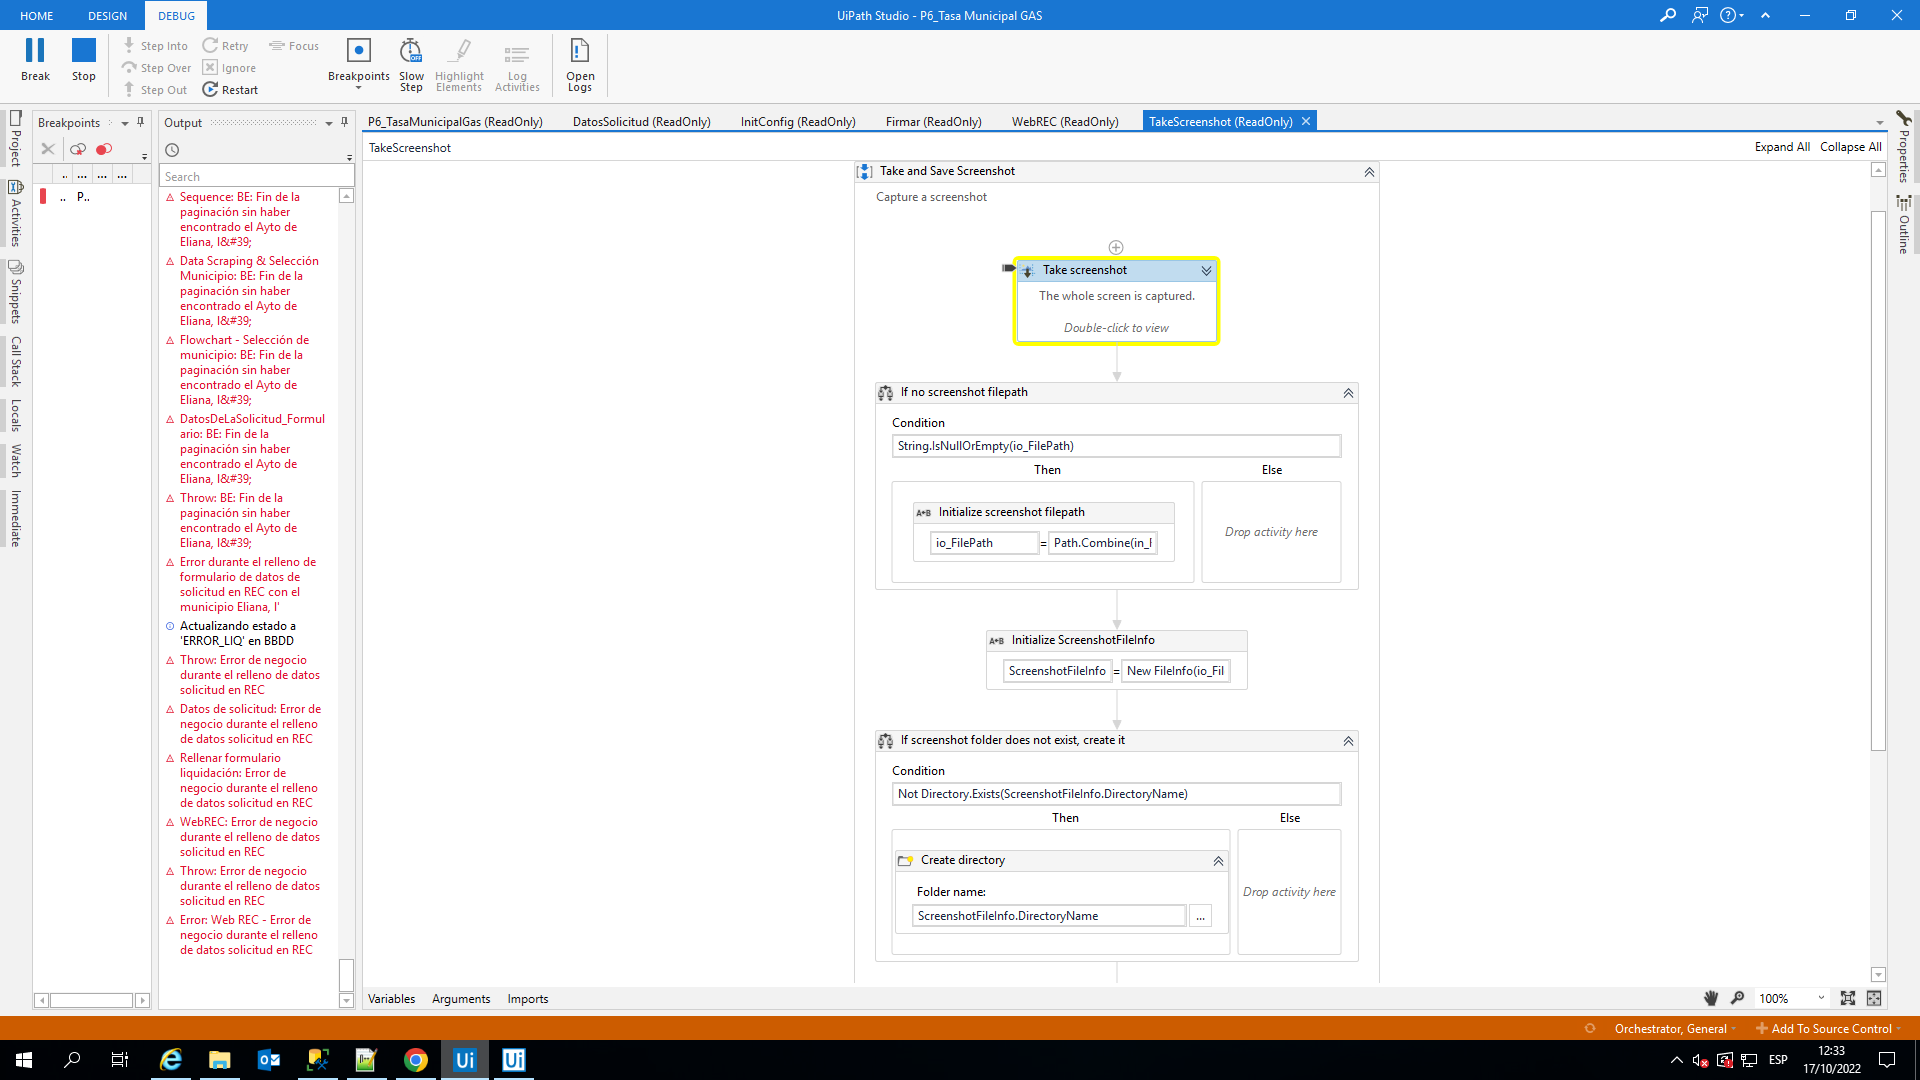 HOME
DESIGN
DEBUG
UiPath Studio - P6_Tasa Municipal GAS
Break
Stop
Step Into
Step Over
Step Out
Retry
Ignore
Restart
Focus
Breakpoints
Slow
Step
Highlight
Elements
Log
Activities
Open
Logs
Project
Activities
Snippets
Call Stack
Locals
Watch
Immediate
Breakpoints
.. ... ... ...
.. P..
Output
Search
Sequence: BE: Fin de la
paginación sin haber
encontrado el Ayto de
Eliana, l&#39;
Data Scraping & Selección
Municipio: BE: Fin de la
paginación sin haber
encontrado el Ayto de
Eliana, l&#39;
Flowchart - Selección de
municipio: BE: Fin de la
paginación sin haber
encontrado el Ayto de
Eliana, l&#39;
DatosDeLaSolicitud_Formul
ario: BE: Fin de la
paginación sin haber
encontrado el Ayto de
Eliana, l&#39;
Throw: BE: Fin de la
paginación sin haber
encontrado el Ayto de
Eliana, l&#39;
Error durante el relleno de
formulario de datos de
solicitud en REC con el
municipio Eliana, l'
Actualizando estado a
'ERROR_LIQ' en BBDD
Throw: Error de negocio
durante el relleno de datos
solicitud en REC
Datos de solicitud: Error de
negocio durante el relleno
de datos solicitud en REC
Rellenar formulario
liquidación: Error de
negocio durante el relleno
de datos solicitud en REC
WebREC: Error de negocio
durante el relleno de datos
solicitud en REC
Throw: Error de negocio
durante el relleno de datos
solicitud en REC
Error: Web REC - Error de
negocio durante el relleno
de datos solicitud en REC
P6_TasaMunicipalGas (ReadOnly)
DatosSolicitud (ReadOnly)
InitConfig (ReadOnly)
Firmar (ReadOnly)
WebREC (ReadOnly)
TakeScreenshot (ReadOnly)
TakeScreenshot
Expand All
Collapse All
Take and Save Screenshot
Capture a screenshot
Take screenshot
The whole screen is captured.
Double-click to view
If no screenshot filepath
Condition
String.IsNullOrEmpty(io_FilePath)
Then
Else
A+B Initialize screenshot filepath
io_FilePath = Path.Combine(in_F
Drop activity here
A+B Initialize ScreenshotFileInfo
ScreenshotFileInfo = New FileInfo(io_Fil
If screenshot folder does not exist, create it
Condition
Not Directory.Exists(ScreenshotFileInfo.DirectoryName)
Then
Else
Create directory
Folder name:
ScreenshotFileInfo.DirectoryName ...
Drop activity here
Properties
Outline
Variables
Arguments
Imports
100%
Orchestrator, General
Add To Source Control
Ui
Ui
ESP
12:33
17/10/2022